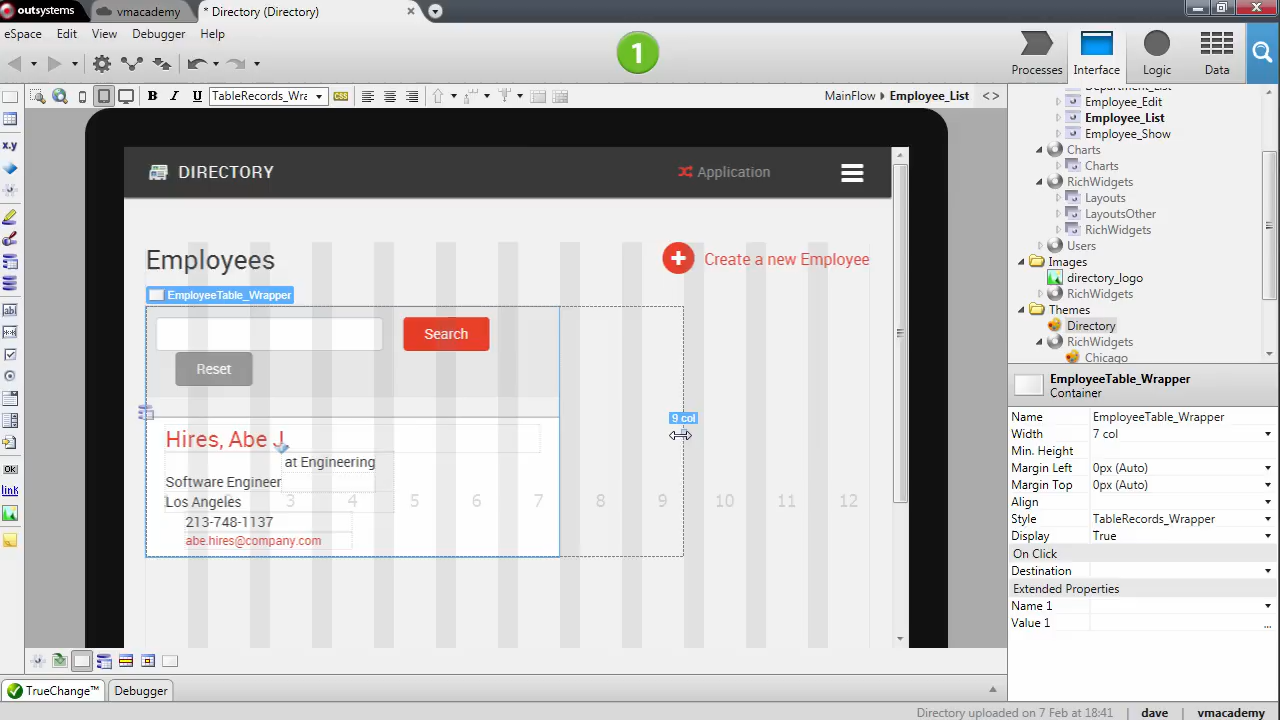 outsystems
vmacademy
* Directory (Directory)
eSpace Edit View Debugger Help
1
Processes Interface Logic Data
B I U TableRecords_Wra
css
MainFlow Employee_List <>
Employee_Edit
Employee_List
Employee_Show
Charts
Charts
RichWidgets
Layouts
LayoutsOther
RichWidgets
Users
Images
directory_logo
RichWidgets
Themes
Directory
RichWidgets
Chicago
x.y
abl
OK
link
DIRECTORY
Application
Employees
Create a new Employee
EmployeeTable_Wrapper
Search
Reset
9 col
Hires, Abe J
at Engineering
Software Engineer
Los Angeles
3 4 5 6 7 8 9 10 11 12
213-748-1137
abe.hires@company.com
EmployeeTable_Wrapper
Container
Name EmployeeTable_Wrapper
Width 7 col
Min. Height
Margin Left 0px (Auto)
Margin Top 0px (Auto)
Align
Style TableRecords_Wrapper
Display True
On Click
Destination
Extended Properties
Name 1
Value 1 ...
TrueChange™ Debugger
Directory uploaded on 7 Feb at 18:41 dave vmacademy